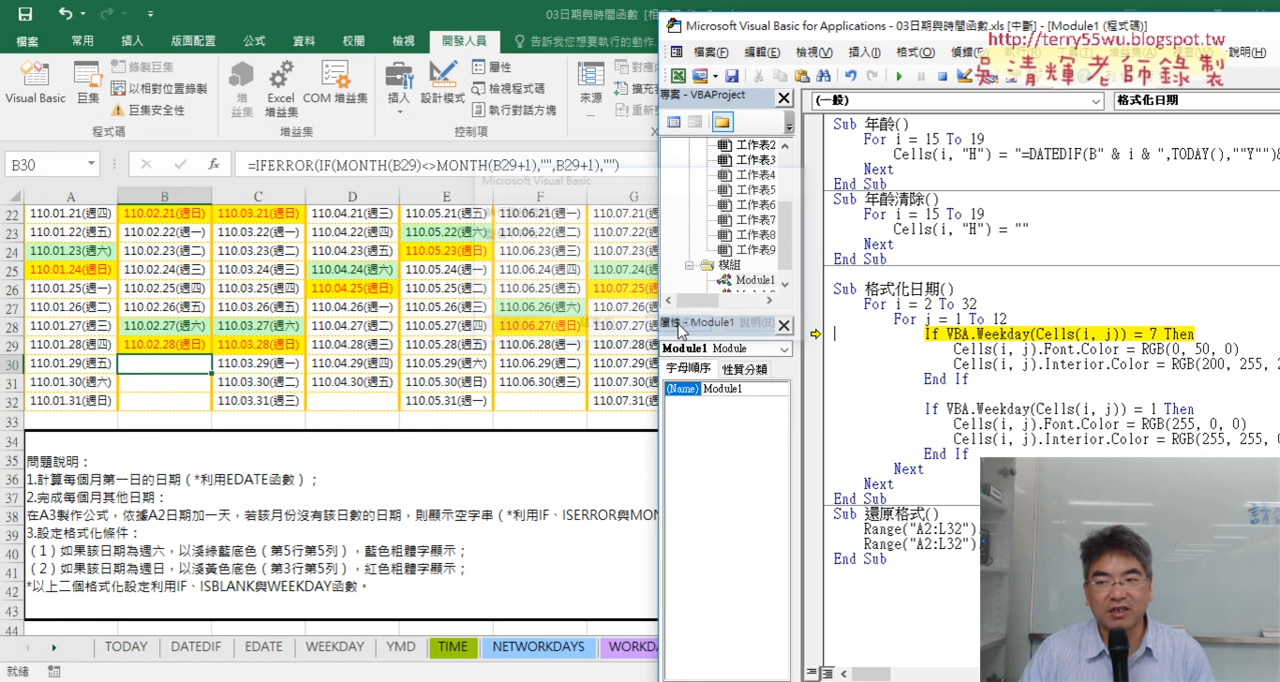 03日期與時間函數
Microsoft Visual Basic for Applications - 03日期與時間函數.xls [中斷] - [Module1 (程式碼)]
http://terry55wu.blogspot.tw
吳清輝老師錄製
檔案 常用 插入 版面配置 公式 資料 校閱 檢視 開發人員 告訴我您想要執行的動作
檔案(F) 編輯(E) 檢視(V) 插入(I) 格式(O) 說明(H)
Visual Basic
巨集
錄製巨集
以相對位置錄製
巨集安全性
程式碼
增益集
Excel 增益集
COM 增益集
增益集
插入
設計模式
屬性
檢視程式碼
執行對話方塊
控制項
來源
專案 - VBAProject
工作表2
工作表3
工作表4
工作表5
工作表6
工作表7
工作表8
工作表9
模組
Module1
屬性 - Module1
Module1 Module
字母順序 性質分類
(Name) Module1
(一般)
格式化日期
Sub 年齡()
For i = 15 To 19
Cells(i, "H") = "=DATEDIF(B" & i & ",TODAY(),""Y"")&
Next
End Sub
Sub 年齡清除()
For i = 15 To 19
Cells(i, "H") = ""
Next
End Sub
Sub 格式化日期()
For i = 2 To 32
For j = 1 To 12
If VBA.Weekday(Cells(i, j)) = 7 Then
Cells(i, j).Font.Color = RGB(0, 50, 0)
Cells(i, j).Interior.Color = RGB(200, 255, 2
End If
If VBA.Weekday(Cells(i, j)) = 1 Then
Cells(i, j).Font.Color = RGB(255, 0, 0)
Cells(i, j).Interior.Color = RGB(255, 255, 0
End If
Next
Next
End Sub
Sub 還原格式()
Range("A2:L32").
Range("A2:L32").
End Sub
B30
fx
=IFERROR(IF(MONTH(B29)<>MONTH(B29+1),"",B29+1),"")
A B C D E F G
22 110.01.21(週四) 110.02.21(週日) 110.03.21(週日) 110.04.21(週三) 110.05.21(週五) 110.06.21(週一) 110.07.21(週
23 110.01.22(週五) 110.02.22(週一) 110.03.22(週一) 110.04.22(週四) 110.05.22(週六) 110.06.22(週二) 110.07.22(週
24 110.01.23(週六) 110.02.23(週二) 110.03.23(週二) 110.04.23(週五) 110.05.23(週日) 110.06.23(週三) 110.07.23(週
25 110.01.24(週日) 110.02.24(週三) 110.03.24(週三) 110.04.24(週六) 110.05.24(週一) 110.06.24(週四) 110.07.24(週
26 110.01.25(週一) 110.02.25(週四) 110.03.25(週四) 110.04.25(週日) 110.05.25(週二) 110.06.25(週五) 110.07.25(週
27 110.01.26(週二) 110.02.26(週五) 110.03.26(週五) 110.04.26(週一) 110.05.26(週三) 110.06.26(週六) 110.07.26(週
28 110.01.27(週三) 110.02.27(週六) 110.03.27(週六) 110.04.27(週二) 110.05.27(週四) 110.06.27(週日) 110.07.27(週
29 110.01.28(週四) 110.02.28(週日) 110.03.28(週日) 110.04.28(週三) 110.05.28(週五) 110.06.28(週一) 110.07.28(週
30 110.01.29(週五) 110.03.29(週一) 110.04.29(週四) 110.05.29(週六) 110.06.29(週二) 110.07.29(週
31 110.01.30(週六) 110.03.30(週二) 110.04.30(週五) 110.05.30(週日) 110.06.30(週三) 110.07.30(週
32 110.01.31(週日) 110.03.31(週三) 110.05.31(週一) 110.07.31(週
33
34
35 問題說明：
36 1.計算每個月第一日的日期（*利用EDATE函數）；
37 2.完成每個月其他日期：
38 在A3製作公式，依據A2日期加一天，若該月份沒有該日數的日期，則顯示空字串（*利用IF、ISERROR與MON
39 3.設定格式化條件：
40 （1）如果該日期為週六，以淺綠藍底色（第5行第5列），藍色粗體字顯示；
41 （2）如果該日期為週日，以淺黃色底色（第3行第5列），紅色粗體字顯示；
42 *以上二個格式化設定利用IF、ISBLANK與WEEKDAY函數。
43
44
TODAY DATEDIF EDATE WEEKDAY YMD TIME NETWORKDAYS WORKD
就緒